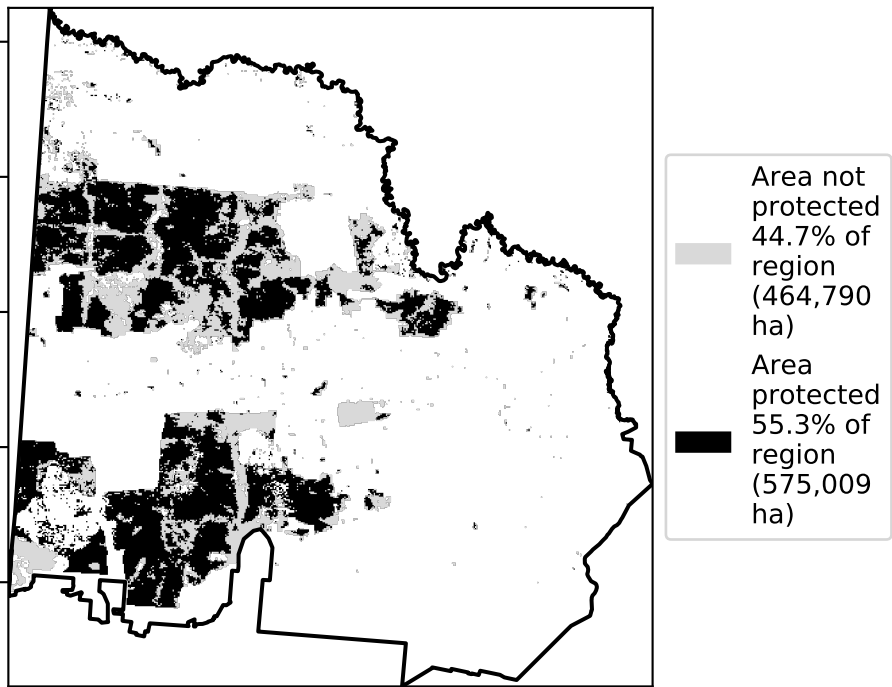 Area not
protected
44.7% of
region
(464,790
ha)
Area
protected
55.3% of
region
(575,009
ha)